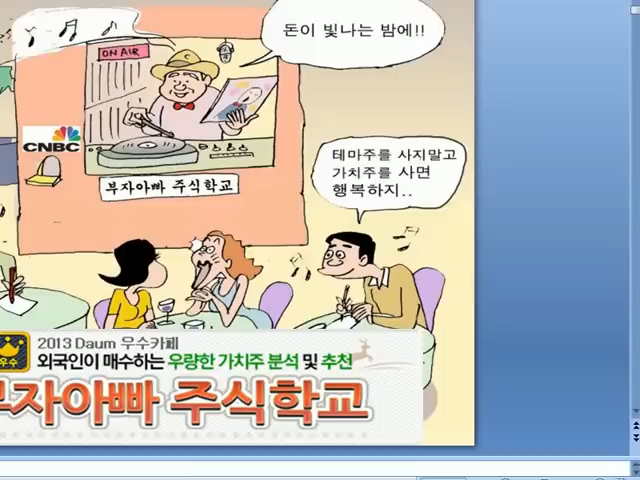 돈이 빛나는 밤에!!
ON AIR
CNBC
부자아빠 주식학교
테마주를 사지말고
가치주를 사면
행복하지..
2013 Daum 우수카페
우수
외국인이 매수하는 우량한 가치주 분석 및 추천
부자아빠 주식학교